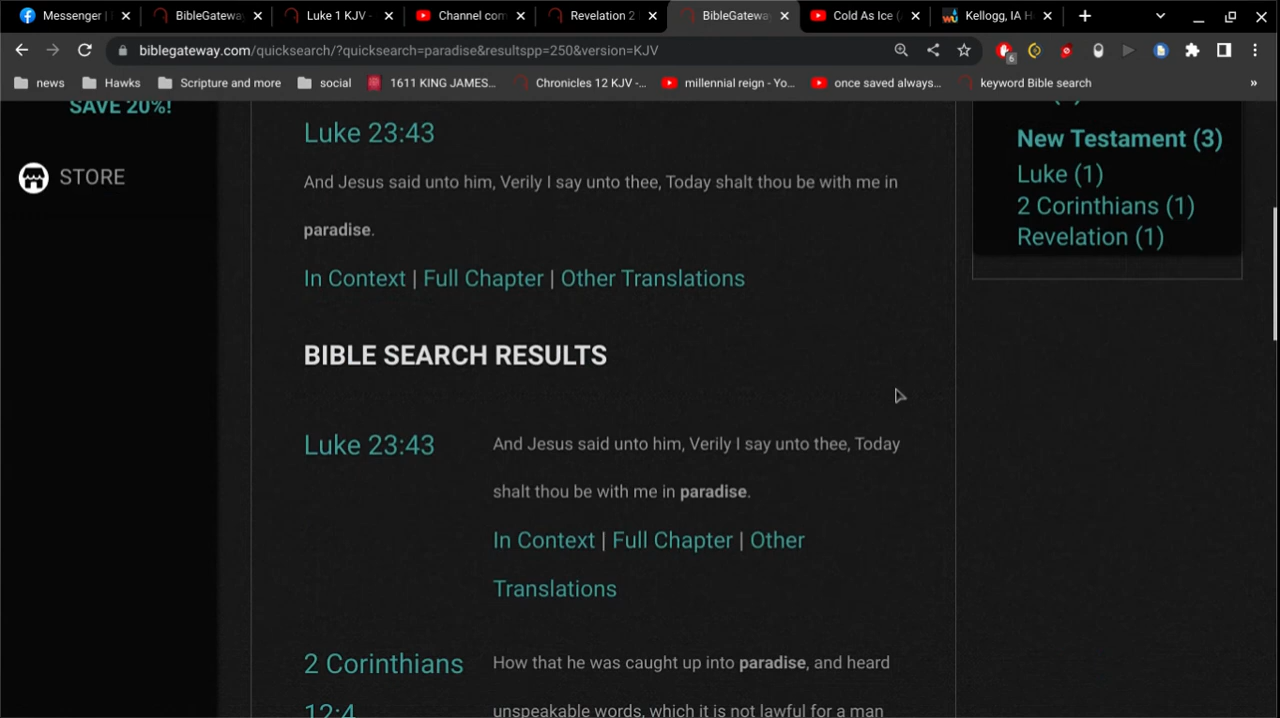 Messenger |
BibleGateway
Luke 1 KJV -
Channel com
Revelation 2
BibleGateway
Cold As Ice (
Kellogg, IA H
biblegateway.com/quicksearch/?quicksearch=paradise&resultspp=250&version=KJV
6
news
Hawks
Scripture and more
social
1611 KING JAMES...
Chronicles 12 KJV -...
millennial reign - Yo...
once saved always...
keyword Bible search
»
SAVE 20%!
STORE
Luke 23:43
And Jesus said unto him, Verily I say unto thee, Today shalt thou be with me in
paradise.
In Context | Full Chapter | Other Translations
BIBLE SEARCH RESULTS
Luke 23:43
And Jesus said unto him, Verily I say unto thee, Today
shalt thou be with me in paradise.
In Context | Full Chapter | Other
Translations
2 Corinthians
12:4
How that he was caught up into paradise, and heard
unspeakable words, which it is not lawful for a man
New Testament (3)
Luke (1)
2 Corinthians (1)
Revelation (1)